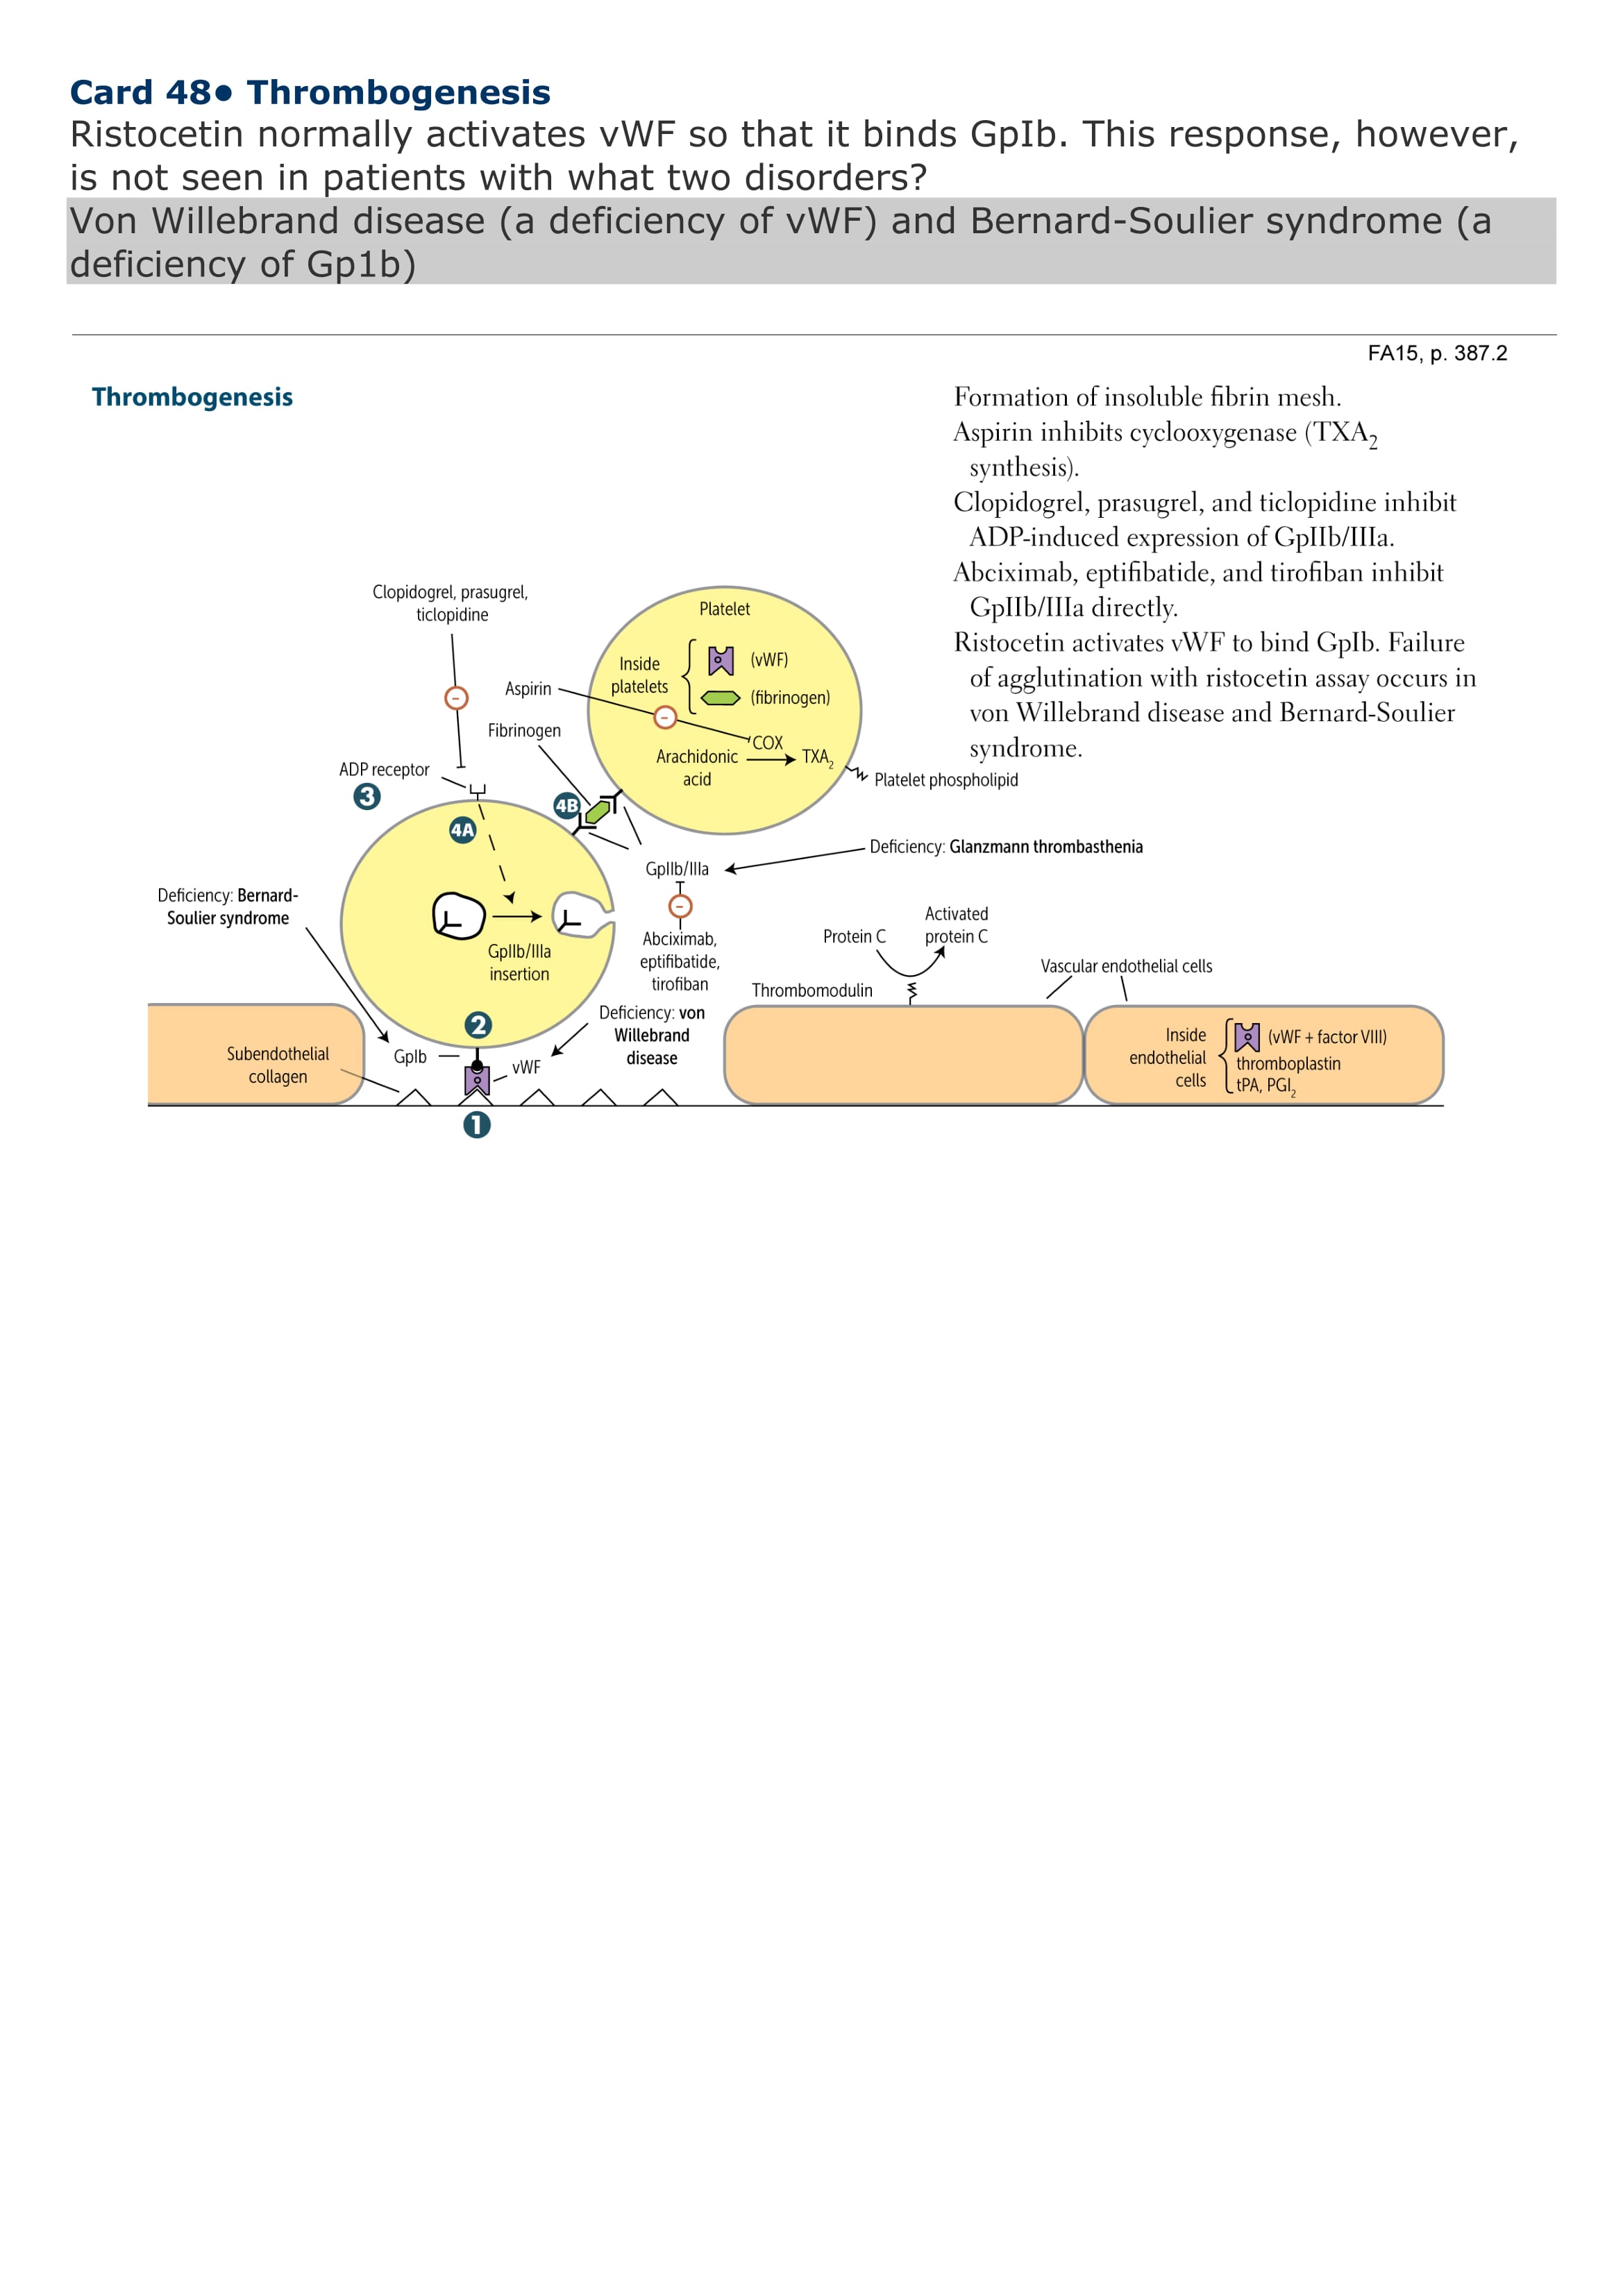 Card 48• Thrombogenesis
Ristocetin normally activates vWF so that it binds GpIb. This response, however,
is not seen in patients with what two disorders?
Von Willebrand disease (a deficiency of vWF) and Bernard-Soulier syndrome (a
deficiency of Gp1b)
FA15, p. 387.2
Thrombogenesis
Formation of insoluble fibrin mesh.
Aspirin inhibits cyclooxygenase (TXA2
synthesis).
Clopidogrel, prasugrel, and ticlopidine inhibit
ADP-induced expression of GpIIb/IIIa.
Abciximab, eptifibatide, and tirofiban inhibit
GpIIb/IIIa directly.
Ristocetin activates vWF to bind GpIb. Failure
of agglutination with ristocetin assay occurs in
von Willebrand disease and Bernard-Soulier
syndrome.
Clopidogrel, prasugrel,
ticlopidine
Platelet
Inside
platelets
(vWF)
(fibrinogen)
Aspirin
−
−
Fibrinogen
COX
Arachidonic
acid
TXA2
Platelet phospholipid
ADP receptor
3
4B
4A
Deficiency: Glanzmann thrombasthenia
GpIIb/IIIa
Deficiency: Bernard-
Soulier syndrome
−
GpIIb/IIIa
insertion
Abciximab,
eptifibatide,
tirofiban
Protein C
Activated
protein C
Thrombomodulin
Vascular endothelial cells
Deficiency: von
Willebrand
disease
2
Subendothelial
collagen
GpIb
vWF
1
Inside
endothelial
cells
(vWF + factor VIII)
thromboplastin
tPA, PGI2